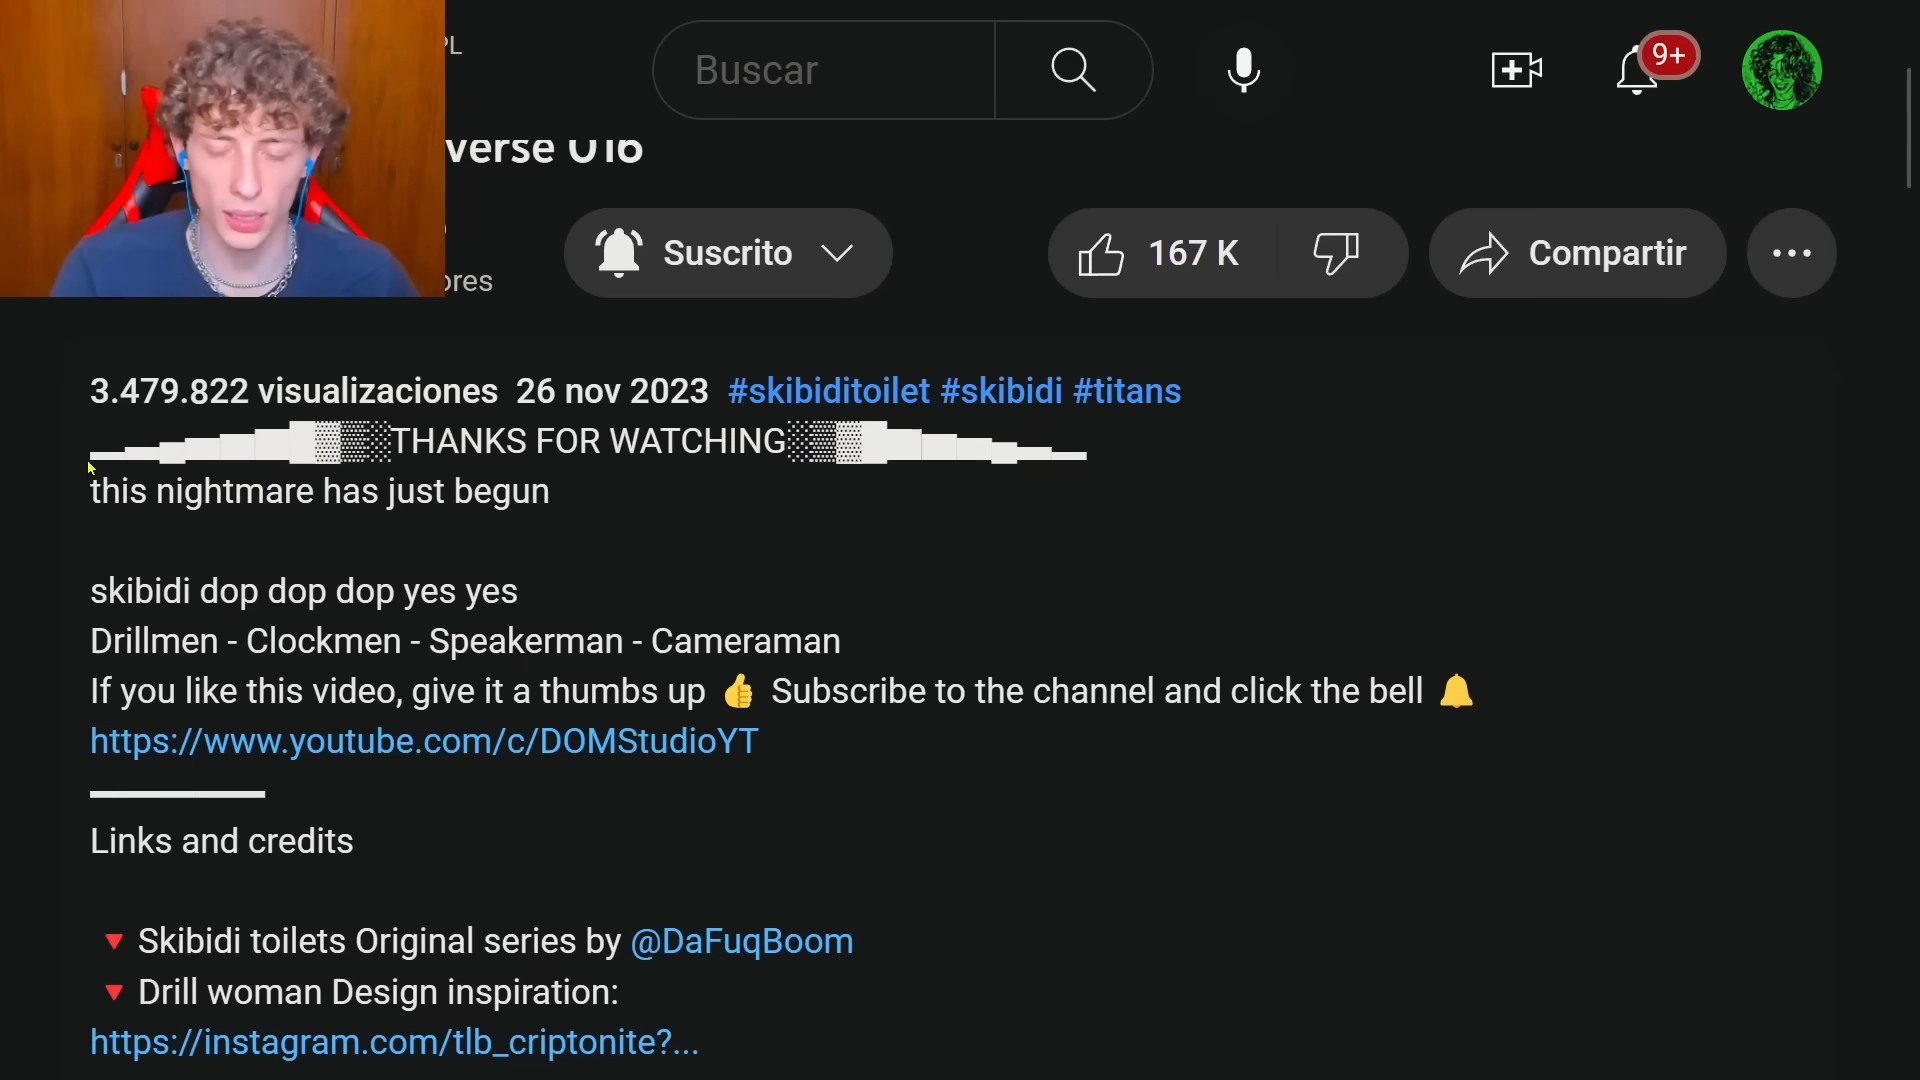 PL
Buscar
9+
verse 016
Suscrito
167 K
Compartir
ores
3.479.822 visualizaciones 26 nov 2023 #skibiditoilet #skibidi #titans
▁▂▃▄▅▆▇█▓▒░THANKS FOR WATCHING░▒▓█▇▆▅▄▃▂▁
this nightmare has just begun
skibidi dop dop dop yes yes
Drillmen - Clockmen - Speakerman - Cameraman
If you like this video, give it a thumbs up 👍 Subscribe to the channel and click the bell 🔔
https://www.youtube.com/c/DOMStudioYT
▬▬▬▬▬
Links and credits
🔻Skibidi toilets Original series by @DaFuqBoom
🔻Drill woman Design inspiration:
https://instagram.com/tlb_criptonite?...